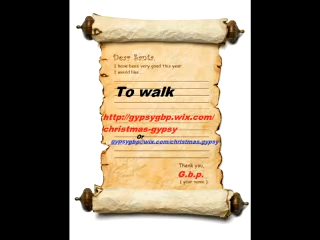 Dear Santa
I have been very good this year.
I would like..
To walk
http://gypsygbp.wix.com/
christmas-gypsy
or
gypsygbp@wix.com/christmas-gypsy
Thank you,
G.b.p.
( your name )